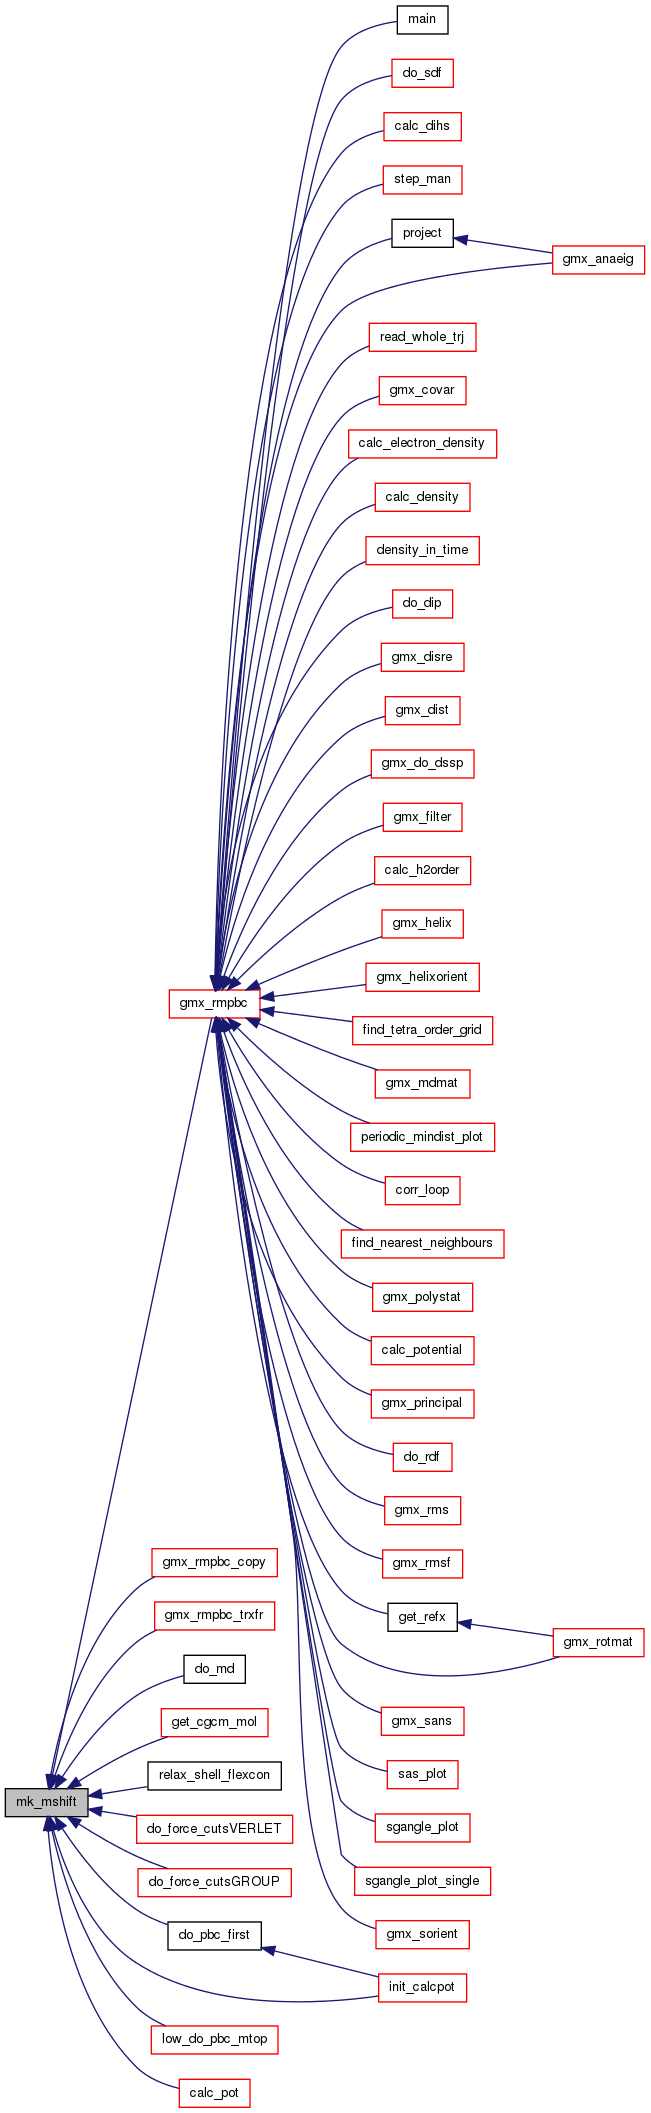 main
do_sdf
calc_dihs
step_man
project
gmx_anaeig
read_whole_trj
gmx_covar
calc_electron_density
calc_density
density_in_time
do_dip
gmx_disre
gmx_dist
gmx_do_dssp
gmx_filter
calc_h2order
gmx_helix
gmx_helixorient
gmx_rmpbc
find_tetra_order_grid
gmx_mdmat
periodic_mindist_plot
corr_loop
find_nearest_neighbours
gmx_polystat
calc_potential
gmx_principal
do_rdf
gmx_rms
gmx_rmsf
gmx_rmpbc_copy
get_refx
gmx_rmpbc_trxfr
gmx_rotmat
do_md
gmx_sans
get_cgcm_mol
relax_shell_flexcon
sas_plot
mk_mshift
sgangle_plot
do_force_cutsVERLET
sgangle_plot_single
do_force_cutsGROUP
do_pbc_first
gmx_sorient
init_calcpot
low_do_pbc_mtop
calc_pot